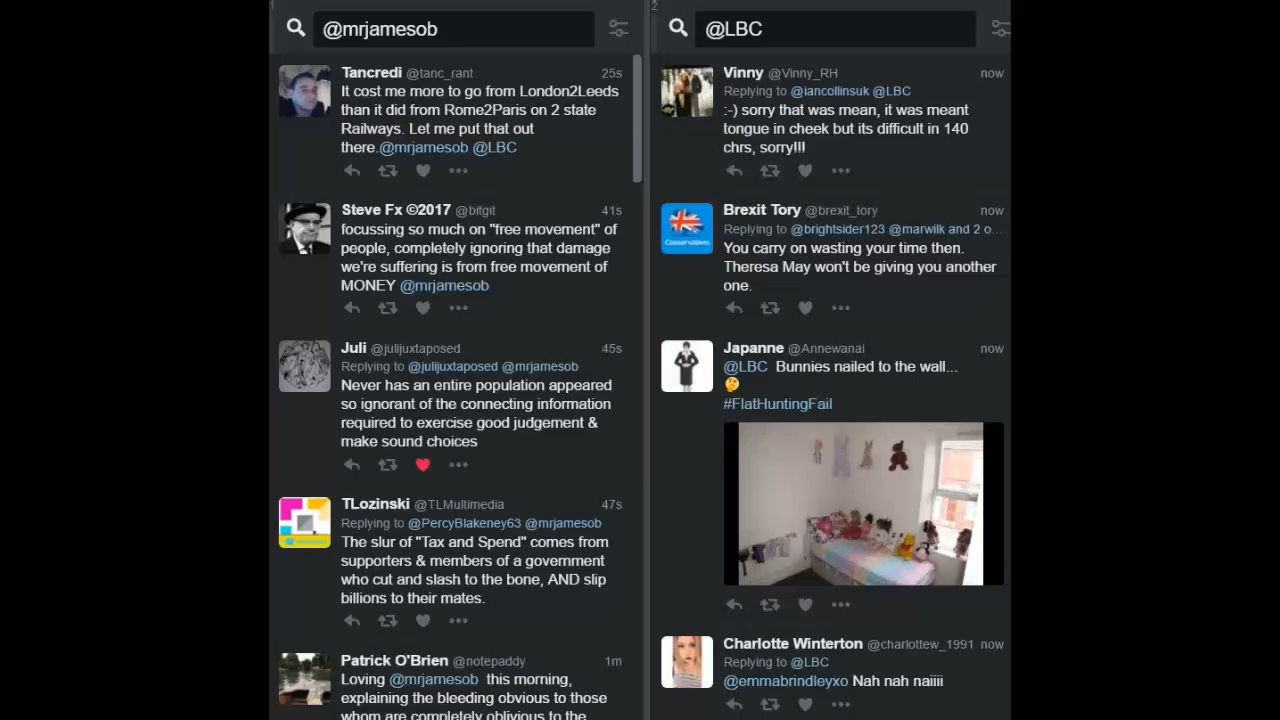 1
@mrjamesob
Tancredi @tanc_rant 25s
It cost me more to go from London2Leeds
than it did from Rome2Paris on 2 state
Railways. Let me put that out
there.@mrjamesob @LBC
Steve Fx ©2017 @bitgit 41s
focussing so much on "free movement" of
people, completely ignoring that damage
we're suffering is from free movement of
MONEY @mrjamesob
Juli @julijuxtaposed 45s
Replying to @julijuxtaposed @mrjamesob
Never has an entire population appeared
so ignorant of the connecting information
required to exercise good judgement &
make sound choices
TLozinski @TLMultimedia 47s
Replying to @PercyBlakeney63 @mrjamesob
The slur of "Tax and Spend" comes from
supporters & members of a government
who cut and slash to the bone, AND slip
billions to their mates.
Patrick O'Brien @notepaddy 1m
Loving @mrjamesob this morning,
explaining the bleeding obvious to those
whom are completely oblivious to the
2
@LBC
Vinny @Vinny_RH now
Replying to @iancollinsuk @LBC
:-) sorry that was mean, it was meant
tongue in cheek but its difficult in 140
chrs, sorry!!!
Brexit Tory @brexit_tory now
Conservatives
Replying to @brightsider123 @marwilk and 2 o...
You carry on wasting your time then.
Theresa May won't be giving you another
one.
Japanne @Annewanai now
@LBC Bunnies nailed to the wall...
🤔
#FlatHuntingFail
Charlotte Winterton @charlottew_1991 now
Replying to @LBC
@emmabrindleyxo Nah nah naiiii